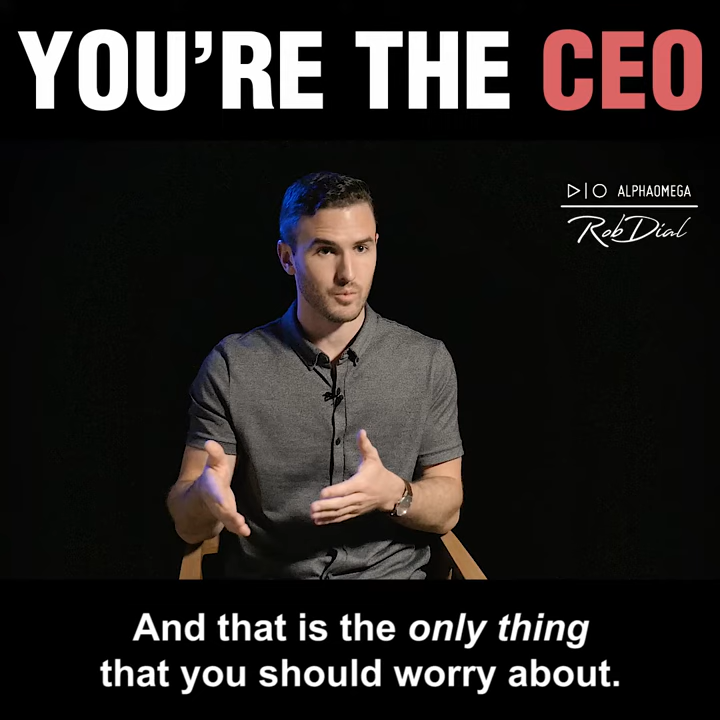 YOU'RE THE CEO
ALPHAOMEGA
Rob Dial
And that is the only thing
that you should worry about.